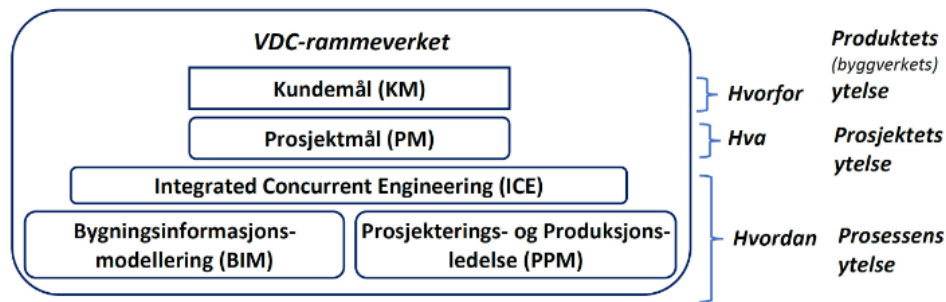 VDC-rammeverket
Kundemål (KM)
Prosjektmål (PM)
Integrated Concurrent Engineering (ICE)
Bygningsinformasjons-
modellering (BIM)
Prosjekterings- og Produksjons-
ledelse (PPM)
Hvorfor
Hva
Hvordan
Produktets
(byggverkets)
ytelse
Prosjektets
ytelse
Prosessens
ytelse